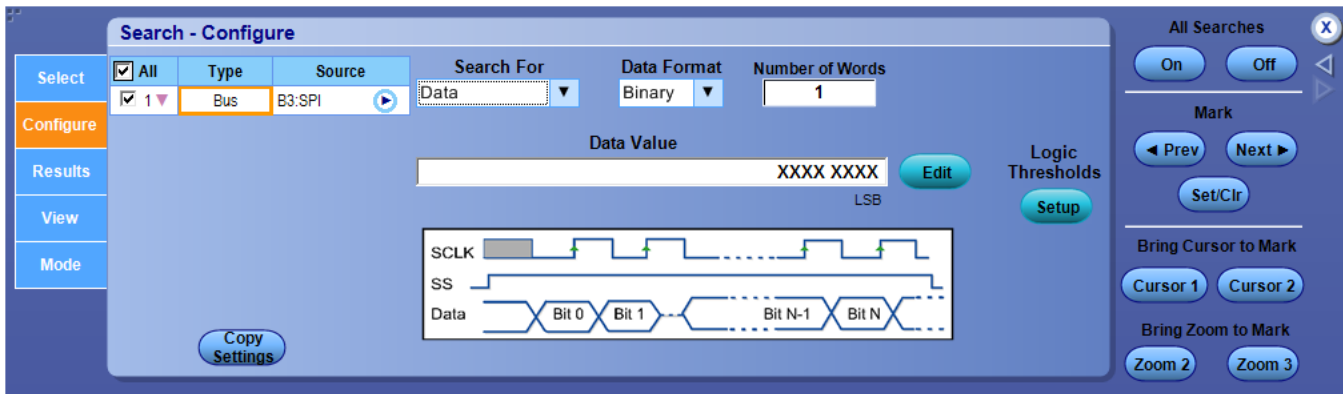 Search - Configure
Select
Configure
Results
View
Mode
All Type Source
1 Bus B3:SPI
Search For
Data
Data Format
Binary
Number of Words
1
Data Value
XXXX XXXX
Edit
LSB
Logic
Thresholds
Setup
SCLK
SS
Data Bit 0 Bit 1 Bit N-1 Bit N
Copy
Settings
All Searches
X
On Off
Mark
Prev Next
Set/Clr
Bring Cursor to Mark
Cursor 1 Cursor 2
Bring Zoom to Mark
Zoom 2 Zoom 3